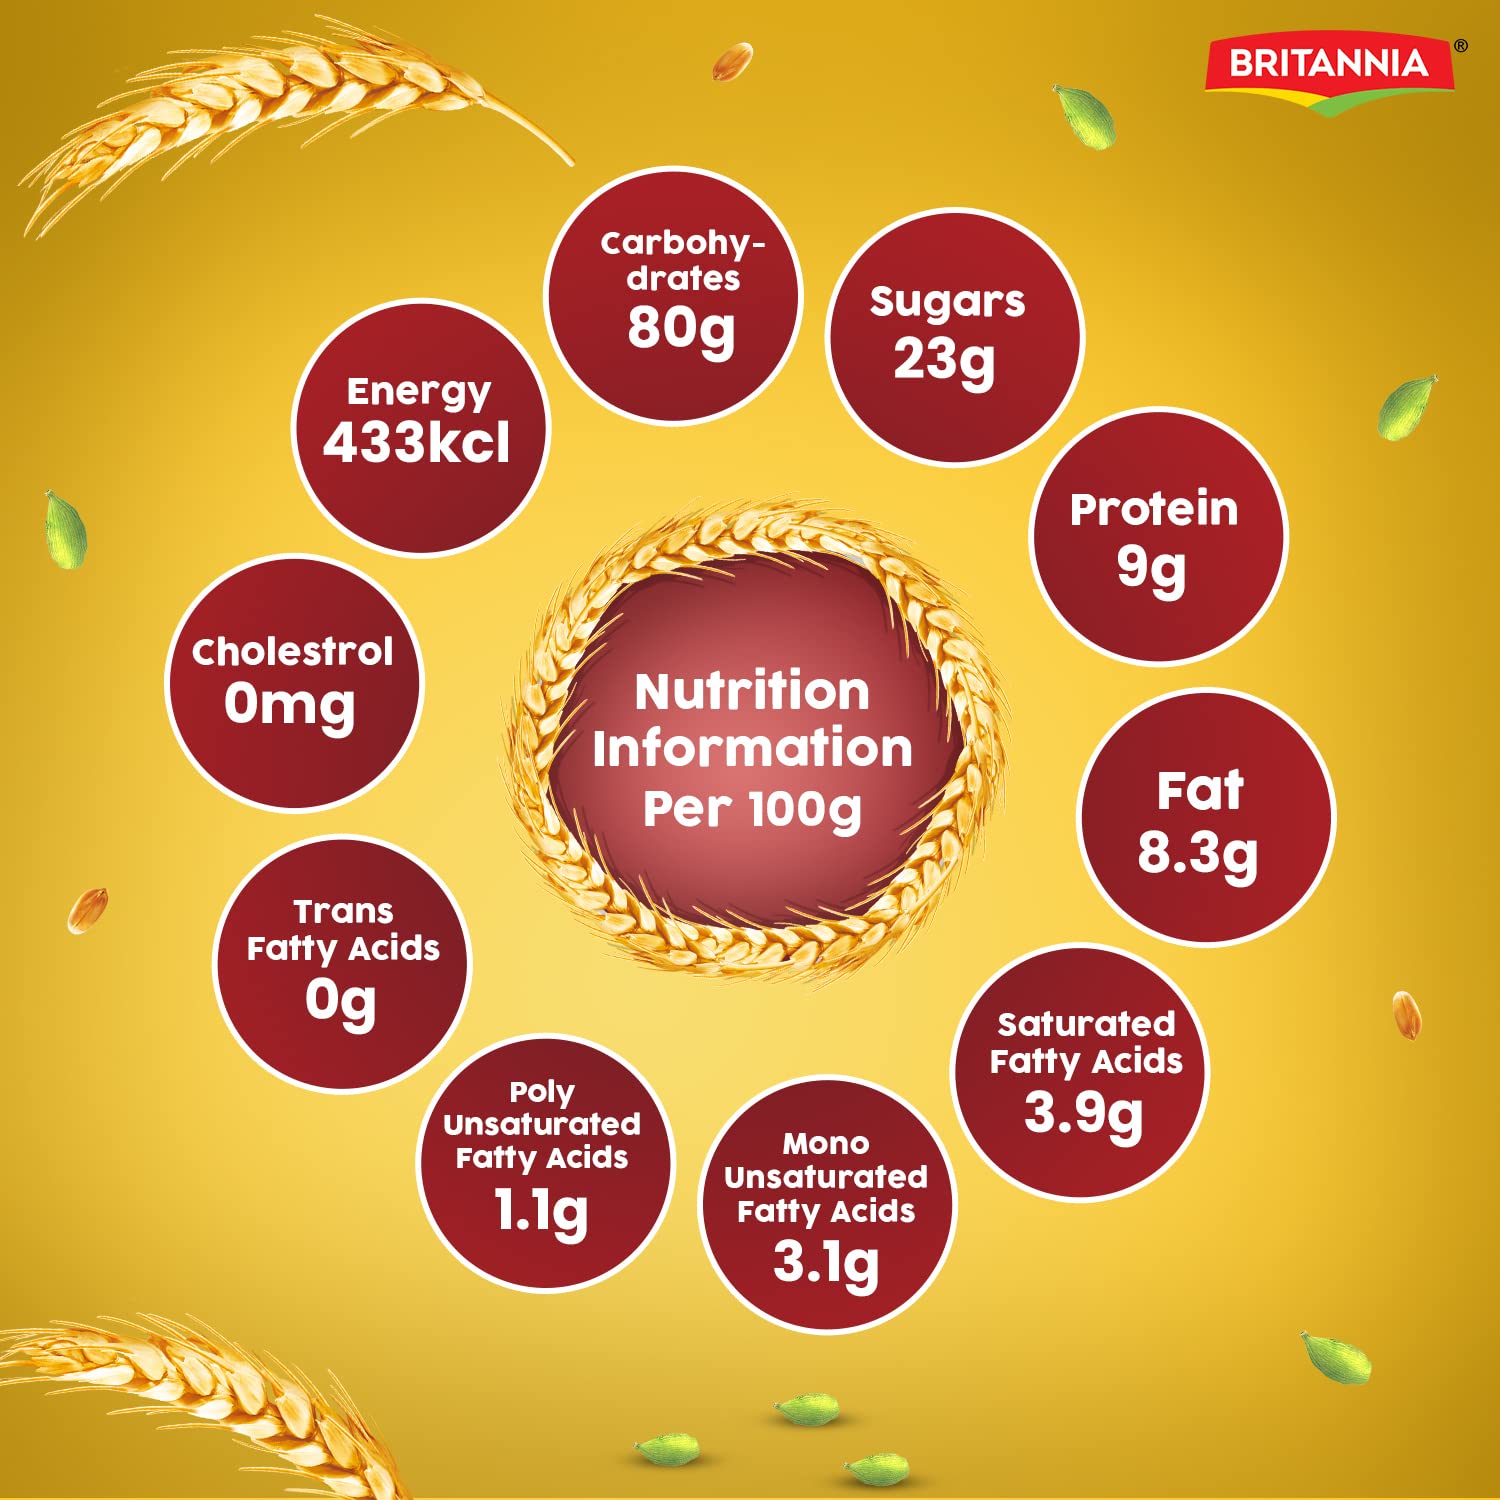 BRITANNIA®
Carbohy-
drates
80g
Sugars
23g
Protein
9g
Fat
8.3g
Saturated
Fatty Acids
3.9g
Mono
Unsaturated
Fatty Acids
3.1g
Poly
Unsaturated
Fatty Acids
1.1g
Trans
Fatty Acids
0g
Cholestrol
0mg
Energy
433kcl
Nutrition
Information
Per 100g